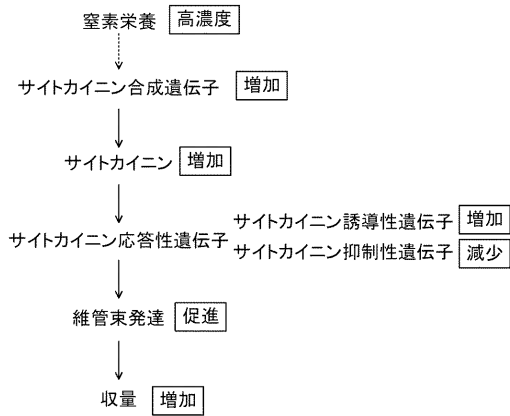 窒素栄養 高濃度
サイトカイニン合成遺伝子 増加
サイトカイニン 増加
サイトカイニン応答性遺伝子
サイトカイニン誘導性遺伝子 増加
サイトカイニン抑制性遺伝子 減少
維管束発達 促進
収量 増加